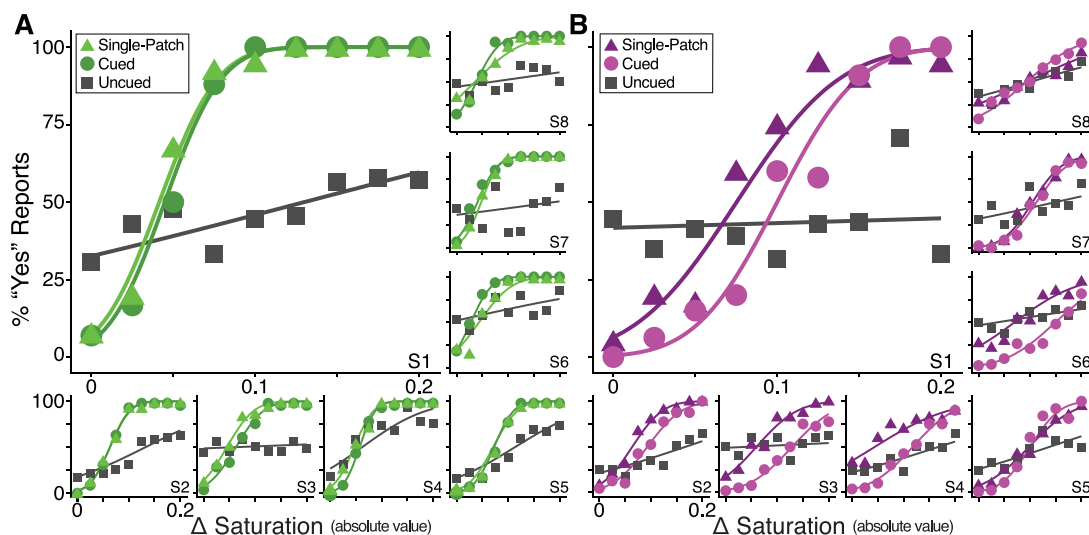 A
% "Yes" Reports
100
75
50
25
0
Single-Patch
Cued
Uncued
S1
0
0.1
0.2
S8
S7
S6
100
0
S2
S3
S4
S5
0
0.2
Δ Saturation (absolute value)
B
Single-Patch
Cued
Uncued
S1
0
0.1
0.2
S8
S7
S6
S2
S3
S4
S5
0
0.2
Δ Saturation (absolute value)